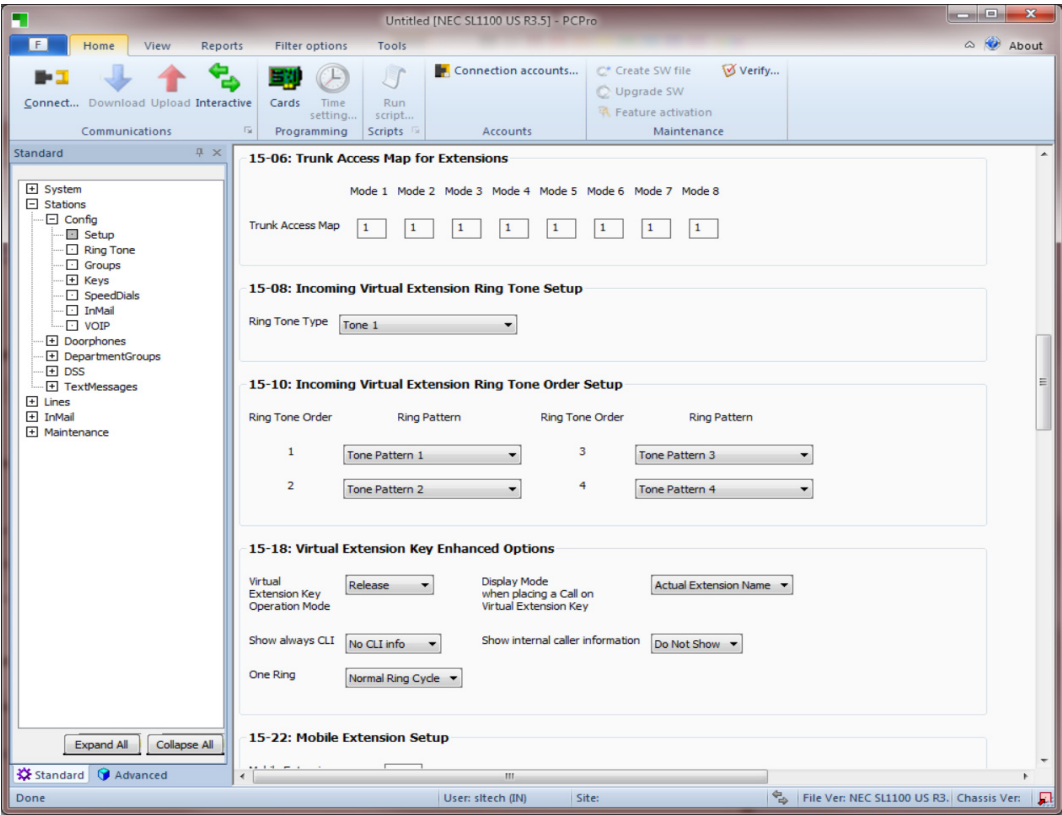 Untitled [NEC SL1100 US R3.5] - PCPro
F Home View Reports Filter options Tools About
Connect... Download Upload Interactive
Communications
Cards Time setting...
Programming
Run script...
Scripts
Connection accounts...
Accounts
Create SW file Verify...
Upgrade SW
Feature activation
Maintenance
Standard
System
Stations
Config
Setup
Ring Tone
Groups
Keys
SpeedDials
InMail
VOIP
Doorphones
DepartmentGroups
DSS
TextMessages
Lines
InMail
Maintenance
Expand All Collapse All
Standard Advanced
15-06: Trunk Access Map for Extensions
Mode 1 Mode 2 Mode 3 Mode 4 Mode 5 Mode 6 Mode 7 Mode 8
Trunk Access Map 1 1 1 1 1 1 1 1
15-08: Incoming Virtual Extension Ring Tone Setup
Ring Tone Type Tone 1
15-10: Incoming Virtual Extension Ring Tone Order Setup
Ring Tone Order Ring Pattern Ring Tone Order Ring Pattern
1 Tone Pattern 1 3 Tone Pattern 3
2 Tone Pattern 2 4 Tone Pattern 4
15-18: Virtual Extension Key Enhanced Options
Virtual
Extension Key
Operation Mode
Release
Display Mode
when placing a Call on
Virtual Extension Key
Actual Extension Name
Show always CLI No CLI info Show internal caller information Do Not Show
One Ring Normal Ring Cycle
15-22: Mobile Extension Setup
Done User: sltech (IN) Site: File Ver: NEC SL1100 US R3. Chassis Ver: